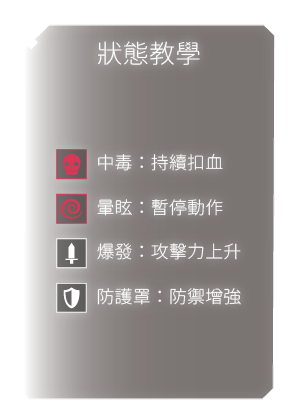 狀態教學
中毒：持續扣血
暈眩：暫停動作
爆發：攻擊力上升
防護罩：防禦增強